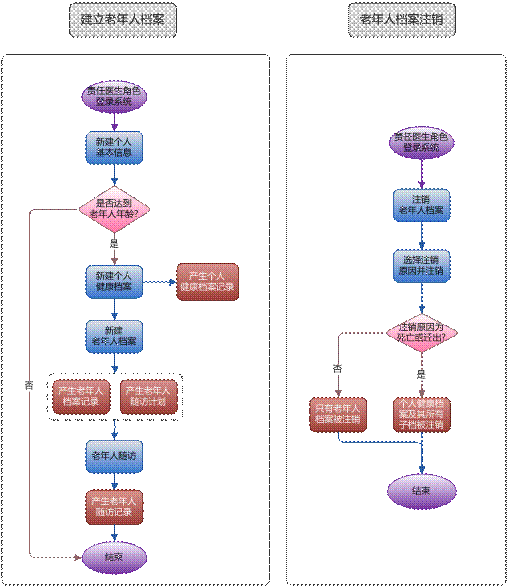 建立老年人档案
责任医生角色
登录系统
新建个人
基本信息
是否达到
老年人年龄?
是
新建个人
健康档案
产生个人
健康档案记录
新建
老年人档案
否
产生老年人
档案记录
产生老年人
随访计划
老年人随访
产生老年人
随访记录
结束
老年人档案注销
责任医生角色
登录系统
注销
老年人档案
选择注销
原因并注销
注销原因为
死亡或迁出?
否
是
只有老年人
档案被注销
个人健康档
案及其所有
子档被注销
结束